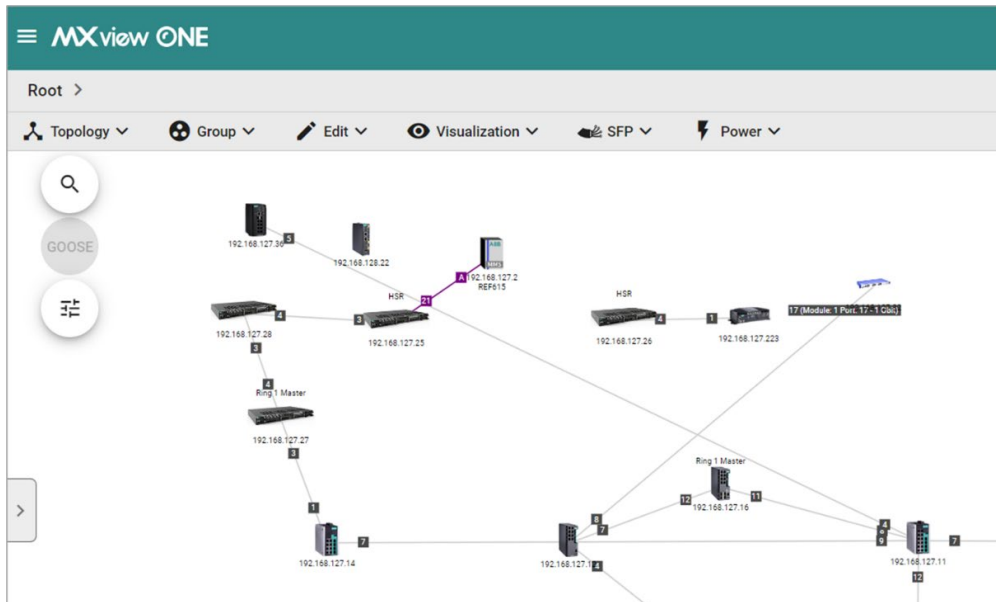 MXview ONE
Root >
Topology
Group
Edit
Visualization
SFP
Power
GOOSE
192.168.127.36
5
192.168.128.22
ABB
MMS
A
192.168.127.2
REF615
21
HSR
192.168.127.28
4
3
192.168.127.25
HSR
4
1
192.168.127.26
192.168.127.223
17 (Module: 1 Port: 17 - 1 Gbit)
3
4
Ring 1 Master
192.168.127.27
3
1
192.168.127.14
7
Ring 1 Master
12
11
192.168.127.16
8
7
4
4
9
192.168.127.11
7
12